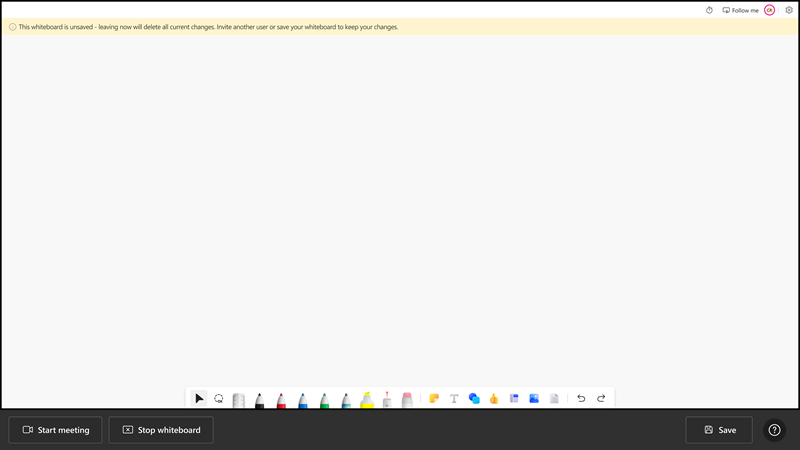 Follow me
CR
This whiteboard is unsaved - leaving now will delete all current changes. Invite another user or save your whiteboard to keep your changes.
T
Start meeting
Stop whiteboard
Save
?